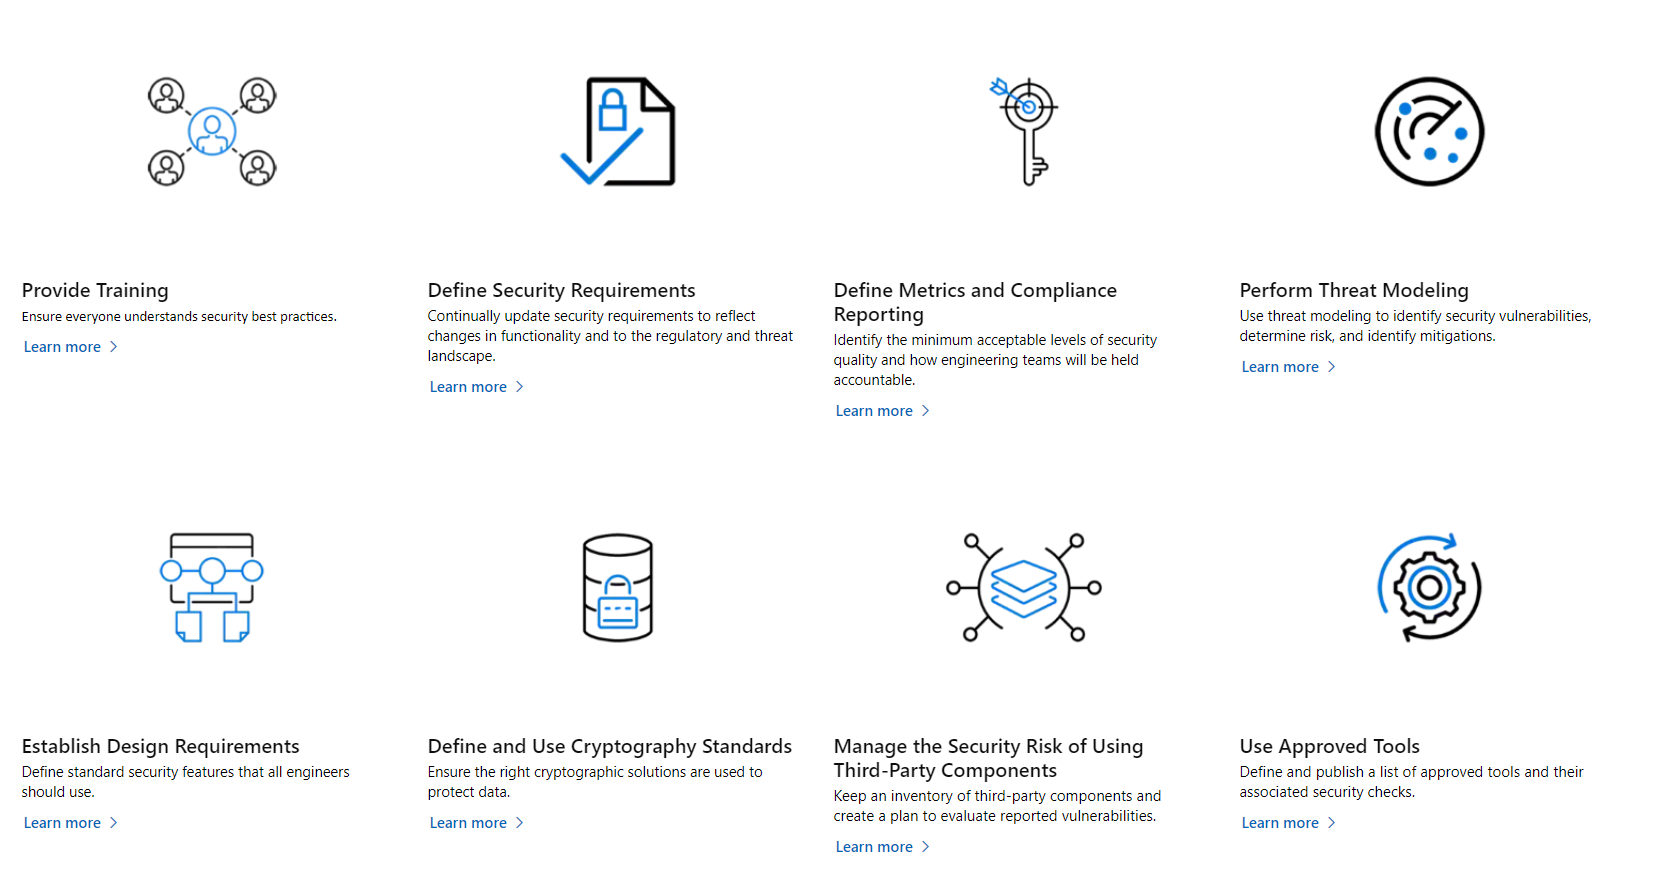 Provide Training
Ensure everyone understands security best practices.
Learn more
Define Security Requirements
Continually update security requirements to reflect
changes in functionality and to the regulatory and threat
landscape.
Learn more
Define Metrics and Compliance
Reporting
Identify the minimum acceptable levels of security
quality and how engineering teams will be held
accountable.
Learn more
Perform Threat Modeling
Use threat modeling to identify security vulnerabilities,
determine risk, and identify mitigations.
Learn more
Establish Design Requirements
Define standard security features that all engineers
should use.
Learn more
Define and Use Cryptography Standards
Ensure the right cryptographic solutions are used to
protect data.
Learn more
Manage the Security Risk of Using
Third-Party Components
Keep an inventory of third-party components and
create a plan to evaluate reported vulnerabilities.
Learn more
Use Approved Tools
Define and publish a list of approved tools and their
associated security checks.
Learn more